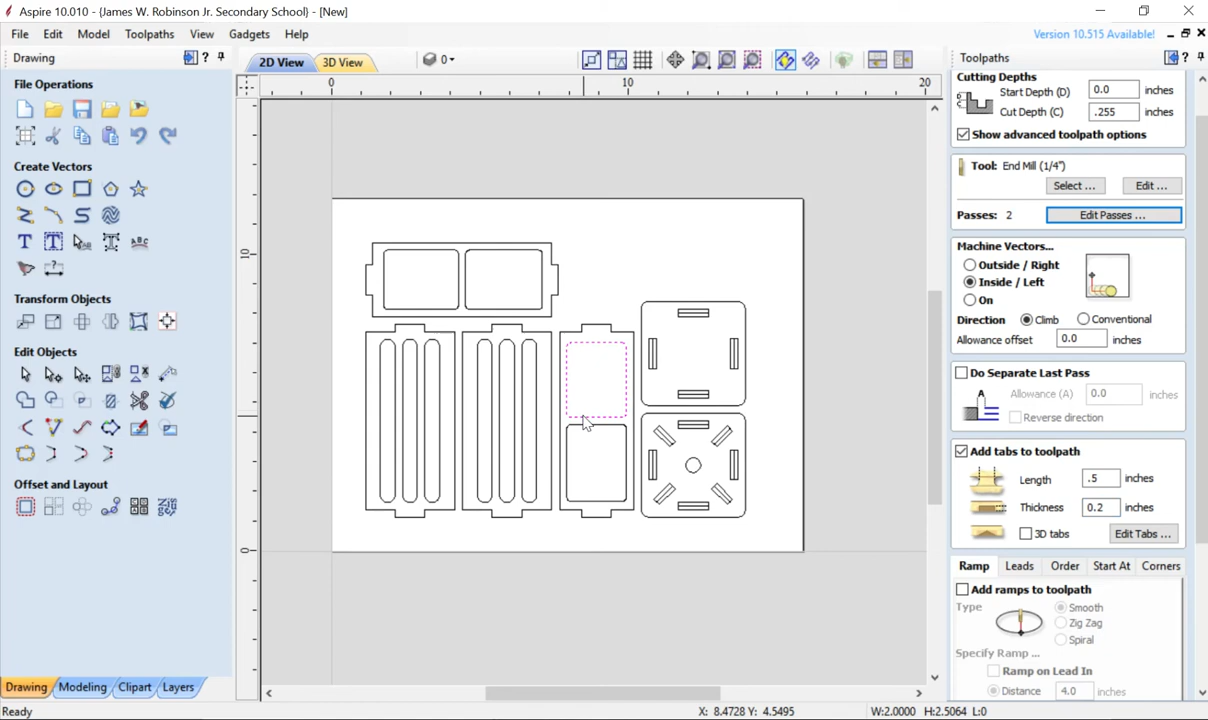 Aspire 10.010 - {James W. Robinson Jr. Secondary School} - [New]
File Edit Model Toolpaths View Gadgets Help
Version 10.515 Available!
Drawing
2D View
3D View
0
Toolpaths
File Operations
Create Vectors
Transform Objects
Edit Objects
Offset and Layout
Drawing Modeling Clipart Layers
Ready
0 10 20
10
0
Cutting Depths
Start Depth (D) 0.0 inches
Cut Depth (C) .255 inches
Show advanced toolpath options
Tool: End Mill (1/4")
Select ... Edit ...
Passes: 2 Edit Passes ...
Machine Vectors...
Outside / Right
Inside / Left
On
Direction Climb Conventional
Allowance offset 0.0 inches
Do Separate Last Pass
Allowance (A) 0.0 inches
Reverse direction
Add tabs to toolpath
Length .5 inches
Thickness 0.2 inches
3D tabs Edit Tabs ...
Ramp Leads Order Start At Corners
Add ramps to toolpath
Type Smooth
Zig Zag
Spiral
Specify Ramp ...
Ramp on Lead In
Distance 4.0 inches
X: 8.4728 Y: 4.5495
W:2.0000 H:2.5064 L:0